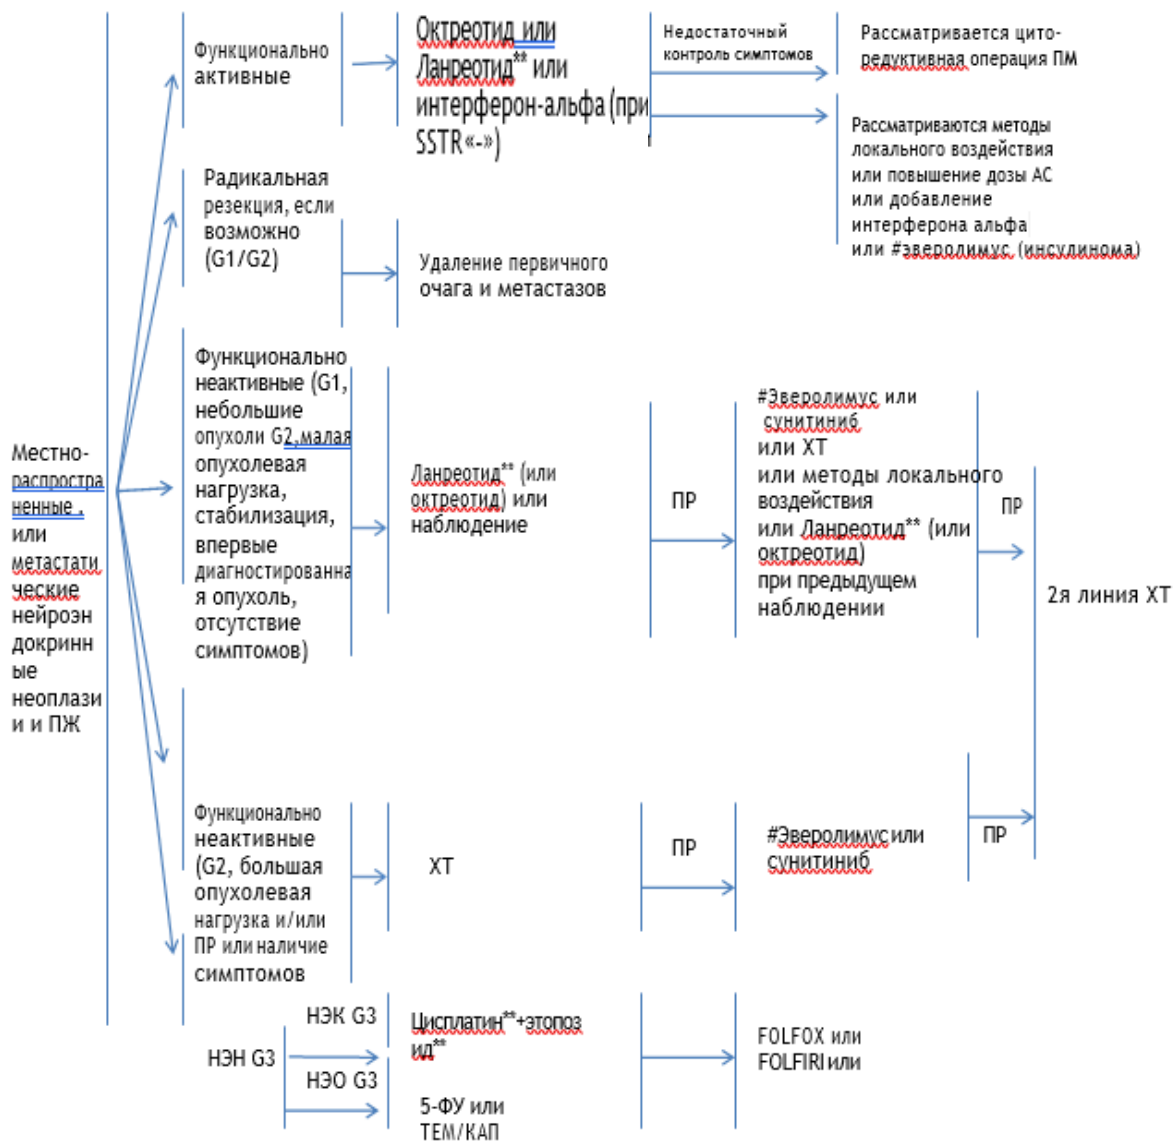 Местно-
распростра
ненные ,
или
метастати
ческие
нейроэн
докринн
ые
неоплази
и и ПЖ
Функционально
активные
Октреотид или
Ланреотид** или
интерферон-альфа (при
SSTR «-»)
Недостаточный
контроль симптомов
Рассматривается цито-
редуктивная операция ПМ
Рассматриваются методы
локального воздействия
или повышение дозы АС
или добавление
интерферона альфа
или #эверолимус (инсулинома)
Радикальная
резекция, если
возможно
(G1/G2)
Удаление первичного
очага и метастазов
Функционально
неактивные (G1,
небольшие
опухоли G2,малая
опухолевая
нагрузка,
стабилизация,
впервые
диагностированна
я опухоль,
отсутствие
симптомов)
Ланреотид** (или
октреотид) или
наблюдение
ПР
#Эверолимус или
сунитиниб
или ХТ
или методы локального
воздействия
или Ланреотид** (или
октреотид)
при предыдущем
наблюдении
ПР
2я линия ХТ
Функционально
неактивные
(G2, большая
опухолевая
нагрузка и/или
ПР или наличие
симптомов
ХТ
ПР
#Эверолимус или
сунитиниб
ПР
НЭН G3
НЭК G3
Цисплатин**+этопоз
ид**
НЭО G3
5-ФУ или
ТЕМ/КАП
FOLFOX или
FOLFIRI или